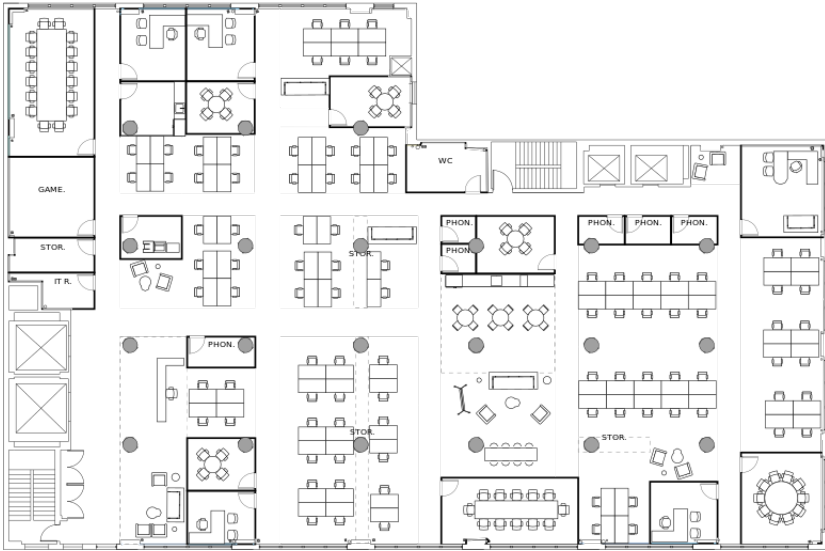 WC
GAME.
STOR.
IT R.
PHON.
PHON.
STOR.
PHON.
PHON.
PHON.
PHON.
STOR.
STOR.